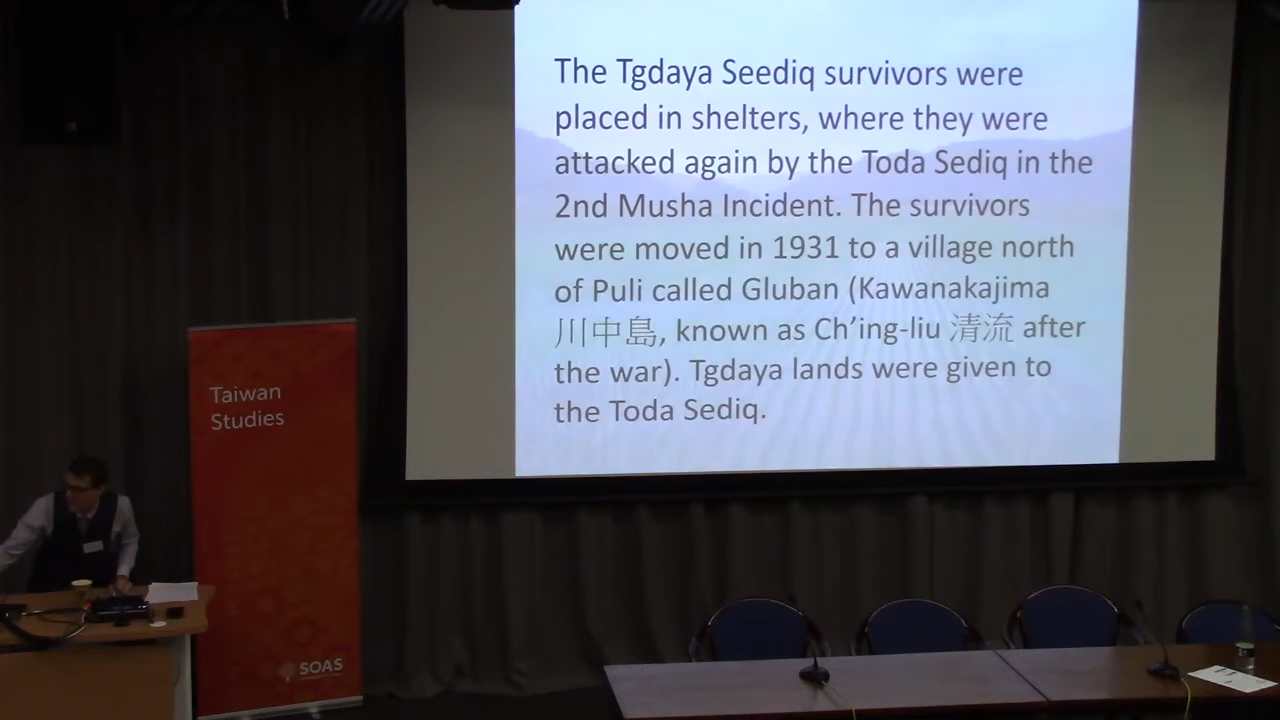 The Tgdaya Seediq survivors were
placed in shelters, where they were
attacked again by the Toda Sediq in the
2nd Musha Incident. The survivors
were moved in 1931 to a village north
of Puli called Gluban (Kawanakajima
川中島, known as Ch’ing-liu 清流 after
the war). Tgdaya lands were given to
the Toda Sediq.
Taiwan
Studies
SOAS